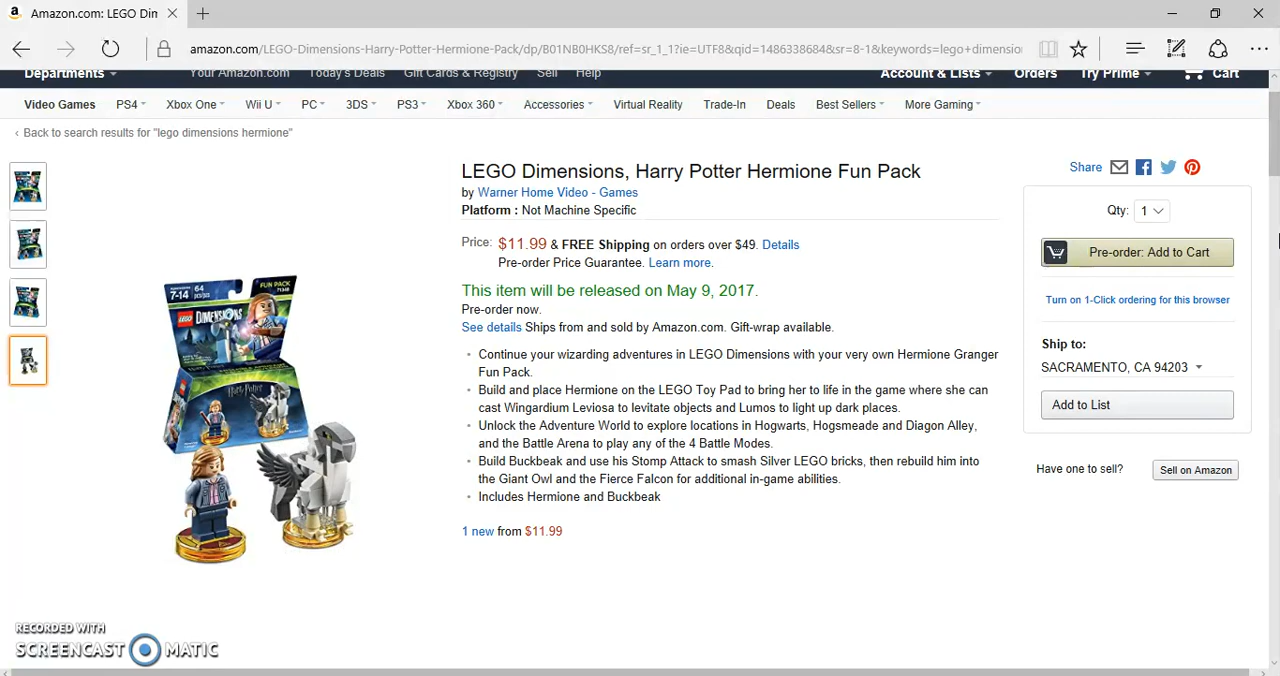 Amazon.com: LEGO Dim
amazon.com/LEGO-Dimensions-Harry-Potter-Hermione-Pack/dp/B01NB0HKS8/ref=sr_1_1?ie=UTF8&qid=1486338684&sr=8-1&keywords=lego+dimensio
Departments Your Amazon.com Today's Deals Gift Cards & Registry Sell Help Account & Lists Orders Try Prime Cart
Video Games PS4 Xbox One Wii U PC 3DS PS3 Xbox 360 Accessories Virtual Reality Trade-In Deals Best Sellers More Gaming
‹ Back to search results for "lego dimensions hermione"
LEGO Dimensions, Harry Potter Hermione Fun Pack
by Warner Home Video - Games
Platform : Not Machine Specific
Price: $11.99 & FREE Shipping on orders over $49. Details
Pre-order Price Guarantee. Learn more.
This item will be released on May 9, 2017.
Pre-order now.
See details Ships from and sold by Amazon.com. Gift-wrap available.
• Continue your wizarding adventures in LEGO Dimensions with your very own Hermione Granger
Fun Pack.
• Build and place Hermione on the LEGO Toy Pad to bring her to life in the game where she can
cast Wingardium Leviosa to levitate objects and Lumos to light up dark places.
• Unlock the Adventure World to explore locations in Hogwarts, Hogsmeade and Diagon Alley,
and the Battle Arena to play any of the 4 Battle Modes.
• Build Buckbeak and use his Stomp Attack to smash Silver LEGO bricks, then rebuild him into
the Giant Owl and the Fierce Falcon for additional in-game abilities.
• Includes Hermione and Buckbeak
1 new from $11.99
Share
Qty: 1
Pre-order: Add to Cart
Turn on 1-Click ordering for this browser
Ship to:
SACRAMENTO, CA 94203
Add to List
Have one to sell? Sell on Amazon
7-14
64
FUN PACK
71348
LEGO DIMENSIONS
Harry Potter
RECORDED WITH
SCREENCAST MATIC